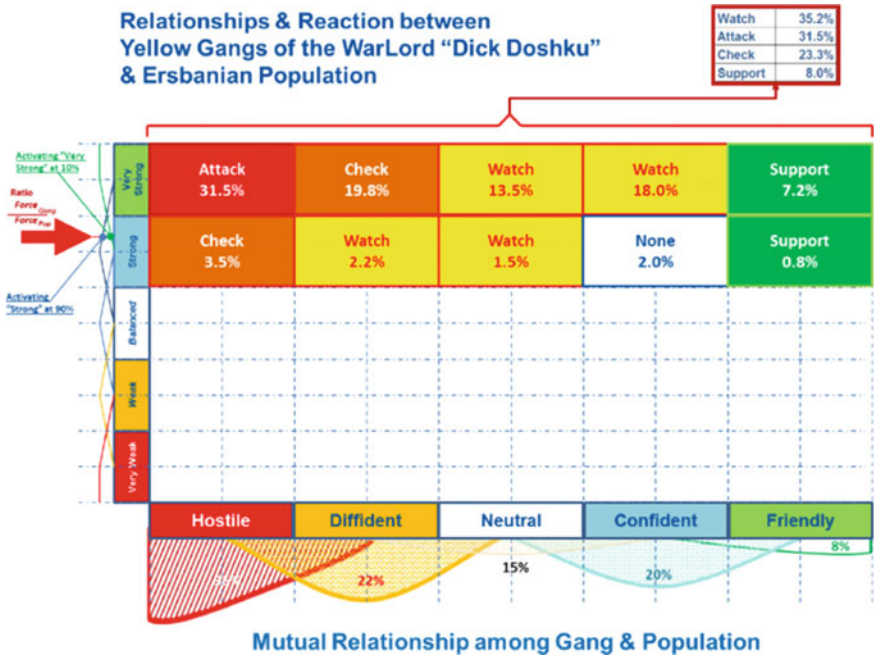 Relationships & Reaction between
Yellow Gangs of the WarLord “Dick Doshku”
& Ersbanian Population
Watch 35.2%
Attack 31.5%
Check 23.3%
Support 8.0%
Activating "Very
Strong" at 10%
Ratio
Force Gang
Force Pop
Activating
"Strong" at 90%
Very
Strong
Attack
31.5%
Check
19.8%
Watch
13.5%
Watch
18.0%
Support
7.2%
Strong
Check
3.5%
Watch
2.2%
Watch
1.5%
None
2.0%
Support
0.8%
Balanced
Weak
Very Weak
Hostile
Diffident
Neutral
Confident
Friendly
22%
15%
20%
8%
Mutual Relationship among Gang & Population